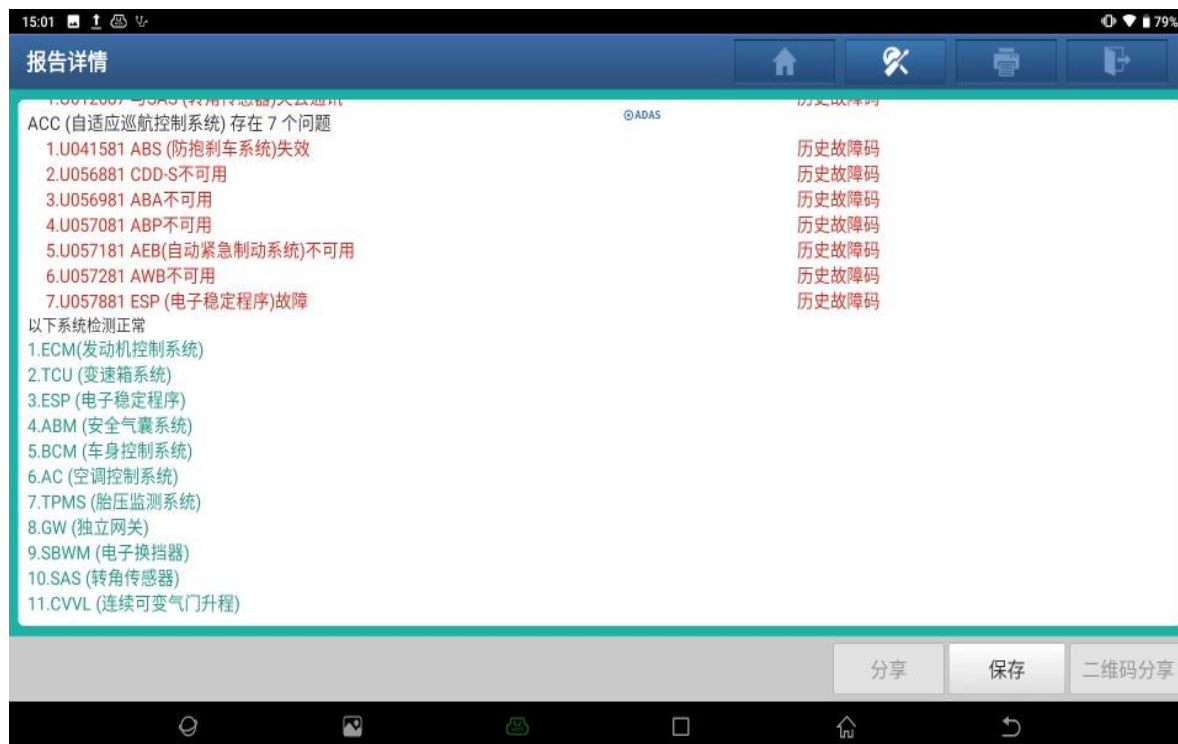 15:01
79%
报告详情
ACC (自适应巡航控制系统) 存在 7 个问题
ADAS
1.U041581 ABS (防抱刹车系统)失效 历史故障码
2.U056881 CDD-S不可用 历史故障码
3.U056981 ABA不可用 历史故障码
4.U057081 ABP不可用 历史故障码
5.U057181 AEB(自动紧急制动系统)不可用 历史故障码
6.U057281 AWB不可用 历史故障码
7.U057881 ESP (电子稳定程序)故障 历史故障码
以下系统检测正常
1.ECM(发动机控制系统)
2.TCU (变速箱系统)
3.ESP (电子稳定程序)
4.ABM (安全气囊系统)
5.BCM (车身控制系统)
6.AC (空调控制系统)
7.TPMS (胎压监测系统)
8.GW (独立网关)
9.SBWM (电子换挡器)
10.SAS (转角传感器)
11.CVVL (连续可变气门升程)
分享
保存
二维码分享